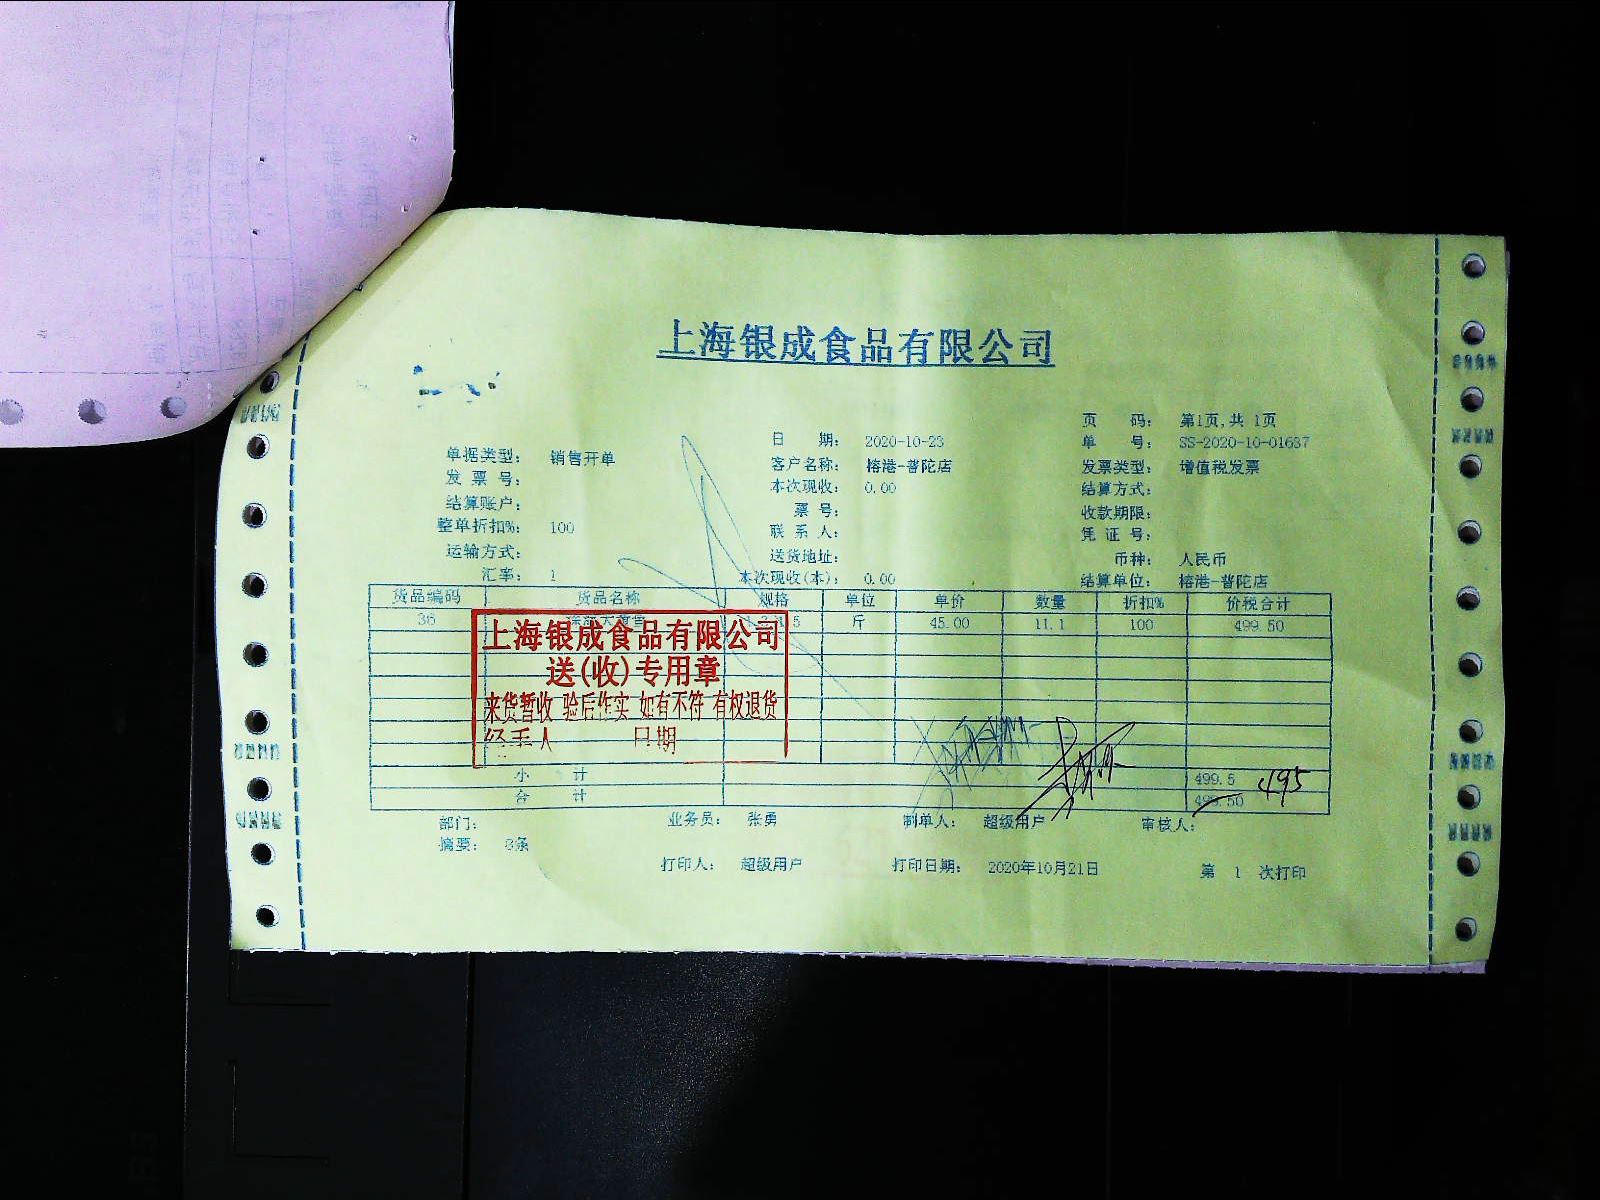 上海银成食品有限公司
页 码： 第1页,共 1页
日 期： 2020-10-23 单 号： SS-2020-10-01637
单据类型： 销售开单 客户名称： 榕港-普陀店 发票类型： 增值税发票
发 票 号： 本次现收： 0.00 结算方式：
结算账户： 票 号： 收款期限：
整单折扣%： 100 联 系 人： 凭 证 号：
运输方式： 送货地址： 币种： 人民币
汇率： 1 本次现收(本)： 0.00 结算单位： 榕港-普陀店
货品编码 货品名称 规格 单位 单价 数量 折扣% 价税合计
36 斤 45.00 11.1 100 499.50
上海银成食品有限公司
送(收)专用章
来货暂收 验后作实 如有不符 有权退货
经手人 日期
小 计 499.5
合 计 499.50 495
部门： 业务员： 张勇 制单人： 超级用户 审核人：
摘要： 8条
打印人： 超级用户 打印日期： 2020年10月21日 第 1 次打印